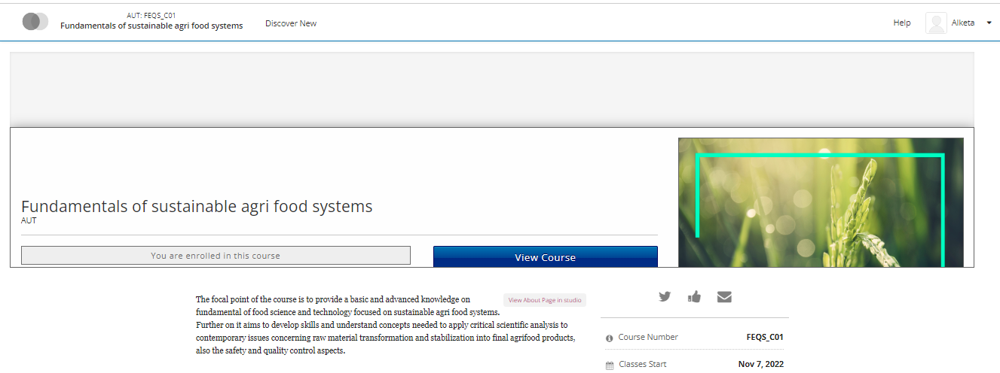 AUT: FEQS_C01
Fundamentals of sustainable agri food systems
Discover New
Help
Alketa
Fundamentals of sustainable agri food systems
AUT
You are enrolled in this course
View Course
The focal point of the course is to provide a basic and advanced knowledge on
fundamental of food science and technology focused on sustainable agri food systems.
Further on it aims to develop skills and understand concepts needed to apply critical scientific analysis to
contemporary issues concerning raw material transformation and stabilization into final agrifood products,
also the safety and quality control aspects.
View About Page in studio
Course Number
FEQS_C01
Classes Start
Nov 7, 2022